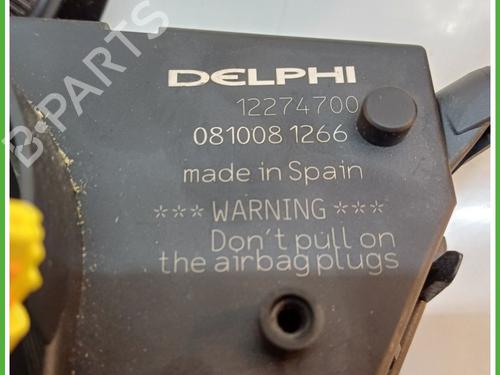 B-PARTS
DELPHI
12274700
081008 1266
made in Spain
*** WARNING ***
Don't pull on
the airbag plugs